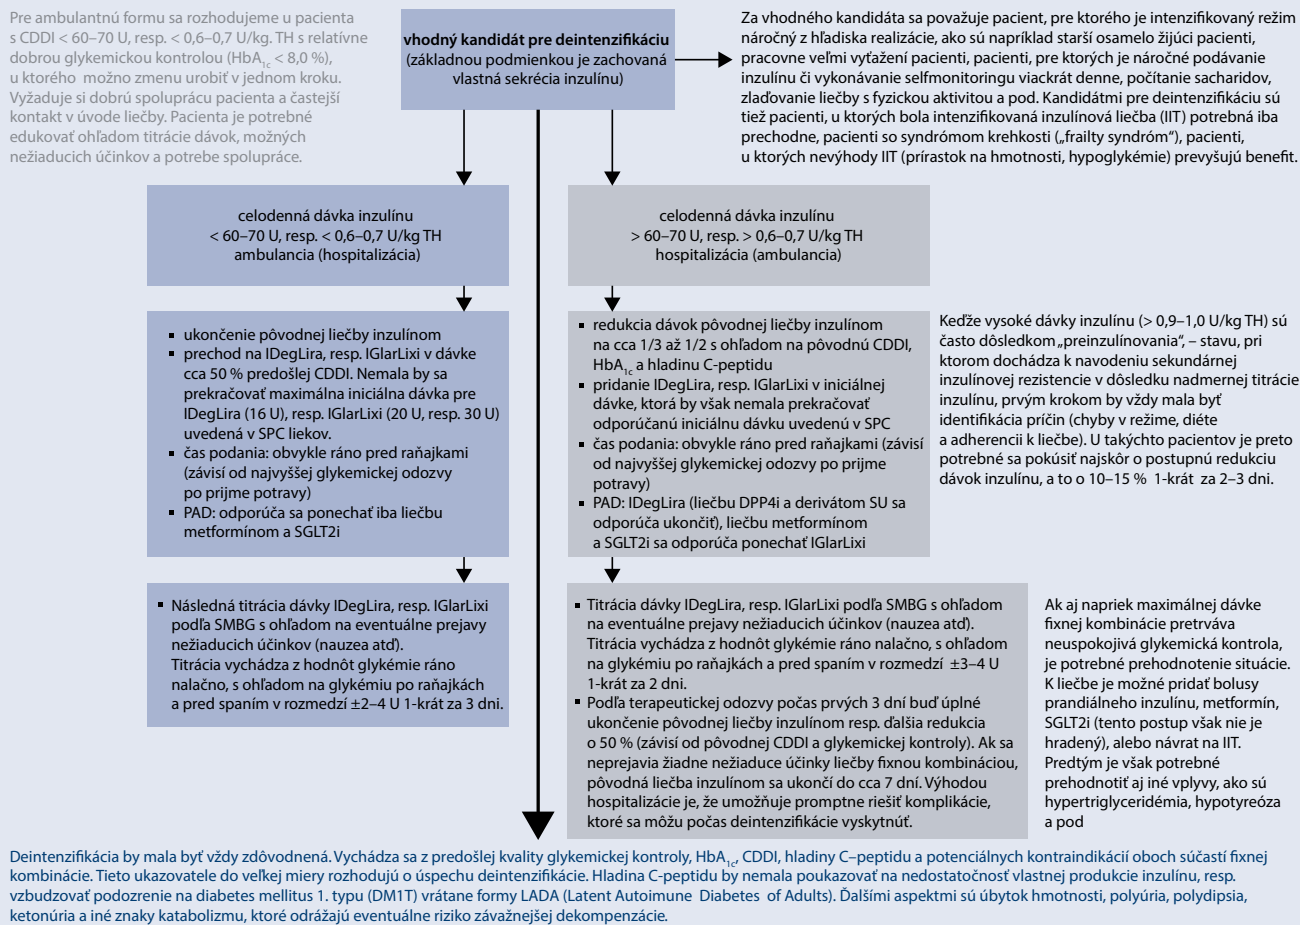 Pre ambulantnú formu sa rozhodujeme u pacienta
s CDDI < 60–70 U, resp. < 0,6–0,7 U/kg. TH s relatívne
dobrou glykemickou kontrolou (HbA1c < 8,0 %),
u ktorého možno zmenu urobiť v jednom kroku.
Vyžaduje si dobrú spoluprácu pacienta a častejší
kontakt v úvode liečby. Pacienta je potrebné
edukovať ohľadom titrácie dávok, možných
nežiaducich účinkov a potrebe spolupráce.
vhodný kandidát pre deintenzifikáciu
(základnou podmienkou je zachovaná
vlastná sekrécia inzulínu)
Za vhodného kandidáta sa považuje pacient, pre ktorého je intenzifikovaný režim
náročný z hľadiska realizácie, ako sú napríklad starší osamelo žijúci pacienti,
pracovne veľmi vyťažení pacienti, pacienti, pre ktorých je náročné podávanie
inzulínu či vykonávanie selfmonitoringu viackrát denne, počítanie sacharidov,
zlaďovanie liečby s fyzickou aktivitou a pod. Kandidátmi pre deintenzifikáciu sú
tiež pacienti, u ktorých bola intenzifikovaná inzulínová liečba (IIT) potrebná iba
prechodne, pacienti so syndrómom krehkosti („frailty syndróm“), pacienti,
u ktorých nevýhody IIT (prírastok na hmotnosti, hypoglykémie) prevyšujú benefit.
celodenná dávka inzulínu
< 60–70 U, resp. < 0,6–0,7 U/kg TH
ambulancia (hospitalizácia)
celodenná dávka inzulínu
> 60–70 U, resp. > 0,6–0,7 U/kg TH
hospitalizácia (ambulancia)
▪ ukončenie pôvodnej liečby inzulínom
▪ prechod na IDegLira, resp. IGlarLixi v dávke
cca 50 % predošlej CDDI. Nemala by sa
prekračovať maximálna iniciálna dávka pre
IDegLira (16 U), resp. IGlarLixi (20 U, resp. 30 U)
uvedená v SPC liekov.
▪ čas podania: obvykle ráno pred raňajkami
(závisí od najvyššej glykemickej odozvy
po prijme potravy)
▪ PAD: odporúča sa ponechať iba liečbu
metformínom a SGLT2i
▪ redukcia dávok pôvodnej liečby inzulínom
na cca 1/3 až 1/2 s ohľadom na pôvodnú CDDI,
HbA1c a hladinu C-peptidu
▪ pridanie IDegLira, resp. IGlarLixi v iniciálnej
dávke, ktorá by však nemala prekračovať
odporúčanú iniciálnu dávku uvedenú v SPC
▪ čas podania: obvykle ráno pred raňajkami (závisí
od najvyššej glykemickej odozvy po prijme
potravy)
▪ PAD: IDegLira (liečbu DPP4i a derivátom SU sa
odporúča ukončiť), liečbu metformínom
a SGLT2i sa odporúča ponechať IGlarLixi
Keďže vysoké dávky inzulínu (> 0,9–1,0 U/kg TH) sú
často dôsledkom „preinzulínovania“, – stavu, pri
ktorom dochádza k navodeniu sekundárnej
inzulínovej rezistencie v dôsledku nadmernej titrácie
inzulínu, prvým krokom by vždy mala byť
identifikácia príčin (chyby v režime, diéte
a adherencii k liečbe). U takýchto pacientov je preto
potrebné sa pokúsiť najskôr o postupnú redukciu
dávok inzulínu, a to o 10–15 % 1-krát za 2–3 dni.
▪ Následná titrácia dávky IDegLira, resp. IGlarLixi
podľa SMBG s ohľadom na eventuálne prejavy
nežiaducich účinkov (nauzea atď).
Titrácia vychádza z hodnôt glykémie ráno
nalačno, s ohľadom na glykémiu po raňajkách
a pred spaním v rozmedzí ±2–4 U 1-krát za 3 dni.
▪ Titrácia dávky IDegLira, resp. IGlarLixi podľa SMBG s ohľadom
na eventuálne prejavy nežiaducich účinkov (nauzea atď).
Titrácia vychádza z hodnôt glykémie ráno nalačno, s ohľadom
na glykémiu po raňajkách a pred spaním v rozmedzí ±3–4 U
1-krát za 2 dni.
▪ Podľa terapeutickej odozvy počas prvých 3 dní buď úplné
ukončenie pôvodnej liečby inzulínom resp. ďalšia redukcia
o 50 % (závisí od pôvodnej CDDI a glykemickej kontroly). Ak sa
neprejavia žiadne nežiaduce účinky liečby fixnou kombináciou,
pôvodná liečba inzulínom sa ukončí do cca 7 dní. Výhodou
hospitalizácie je, že umožňuje promptne riešiť komplikácie,
ktoré sa môžu počas deintenzifikácie vyskytnúť.
Ak aj napriek maximálnej dávke
fixnej kombinácie pretrváva
neuspokojivá glykemická kontrola,
je potrebné prehodnotenie situácie.
K liečbe je možné pridať bolusy
prandiálneho inzulínu, metformín,
SGLT2i (tento postup však nie je
hradený), alebo návrat na IIT.
Predtým je však potrebné
prehodnotiť aj iné vplyvy, ako sú
hypertriglyceridémia, hypotyreóza
a pod
Deintenzifikácia by mala byť vždy zdôvodnená. Vychádza sa z predošlej kvality glykemickej kontroly, HbA1c, CDDI, hladiny C–peptidu a potenciálnych kontraindikácií oboch súčastí fixnej
kombinácie. Tieto ukazovatele do veľkej miery rozhodujú o úspechu deintenzifikácie. Hladina C-peptidu by nemala poukazovať na nedostatočnosť vlastnej produkcie inzulínu, resp.
vzbudzovať podozrenie na diabetes mellitus 1. typu (DM1T) vrátane formy LADA (Latent Autoimune Diabetes of Adults). Ďalšími aspektmi sú úbytok hmotnosti, polyúria, polydipsia,
ketonúria a iné znaky katabolizmu, ktoré odrážajú eventuálne riziko závažnejšej dekompenzácie.